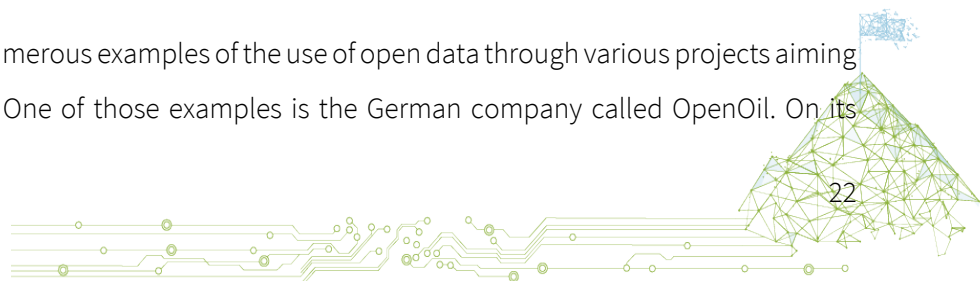 merous examples of the use of open data through various projects aiming
One of those examples is the German company called OpenOil. On its
22